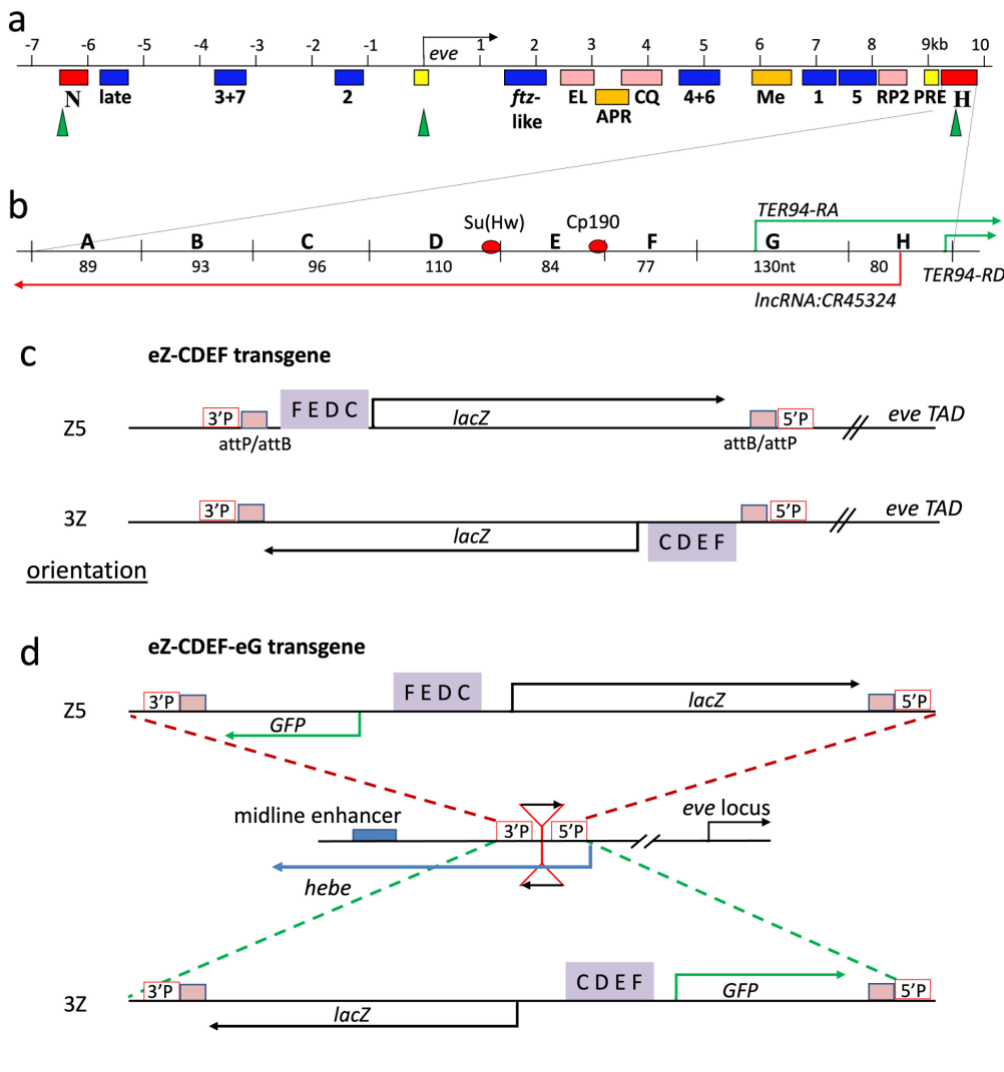 a
-7 -6 -5 -4 -3 -2 -1 eve 1 2 3 4 5 6 7 8 9kb 10
N late 3+7 2 ftz-like EL APR CQ 4+6 Me 1 5 RP2 PRE H
b
Su(Hw) Cp190 TER94-RA
A B C D E F G H
89 93 96 110 84 77 130nt 80 TER94-RD
lncRNA:CR45324
c
eZ-CDEF transgene
Z5 3'P F E D C lacZ 5'P eve TAD
attP/attB attB/attP
3Z 3'P lacZ C D E F 5'P eve TAD
orientation
d
eZ-CDEF-eG transgene
Z5 3'P GFP F E D C lacZ 5'P
midline enhancer 3'P 5'P eve locus
hebe
3Z 3'P lacZ C D E F GFP 5'P